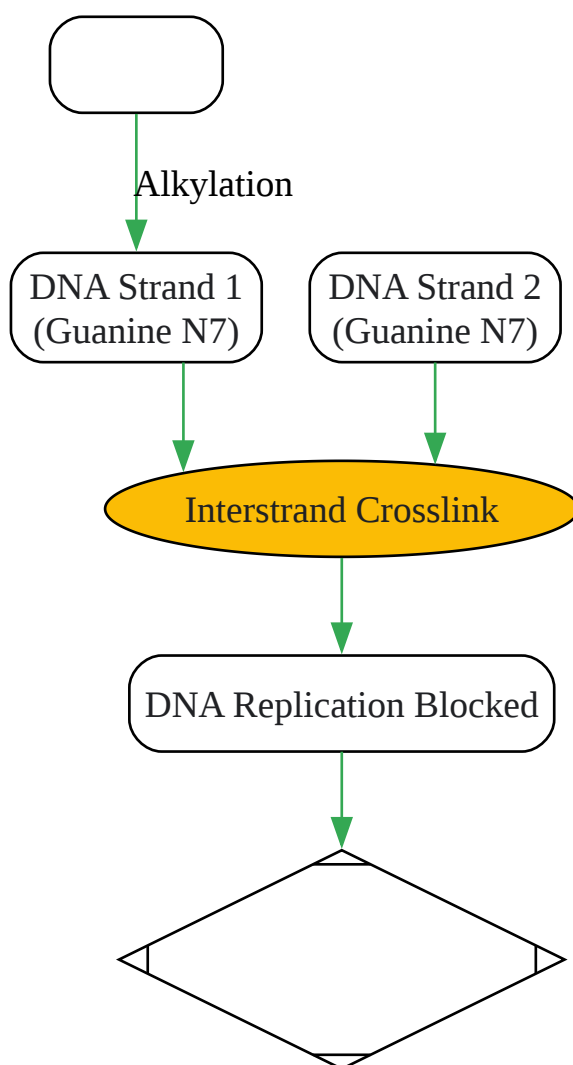 Alkylation
DNA Strand 1
(Guanine N7)
DNA Strand 2
(Guanine N7)
Interstrand Crosslink
DNA Replication Blocked